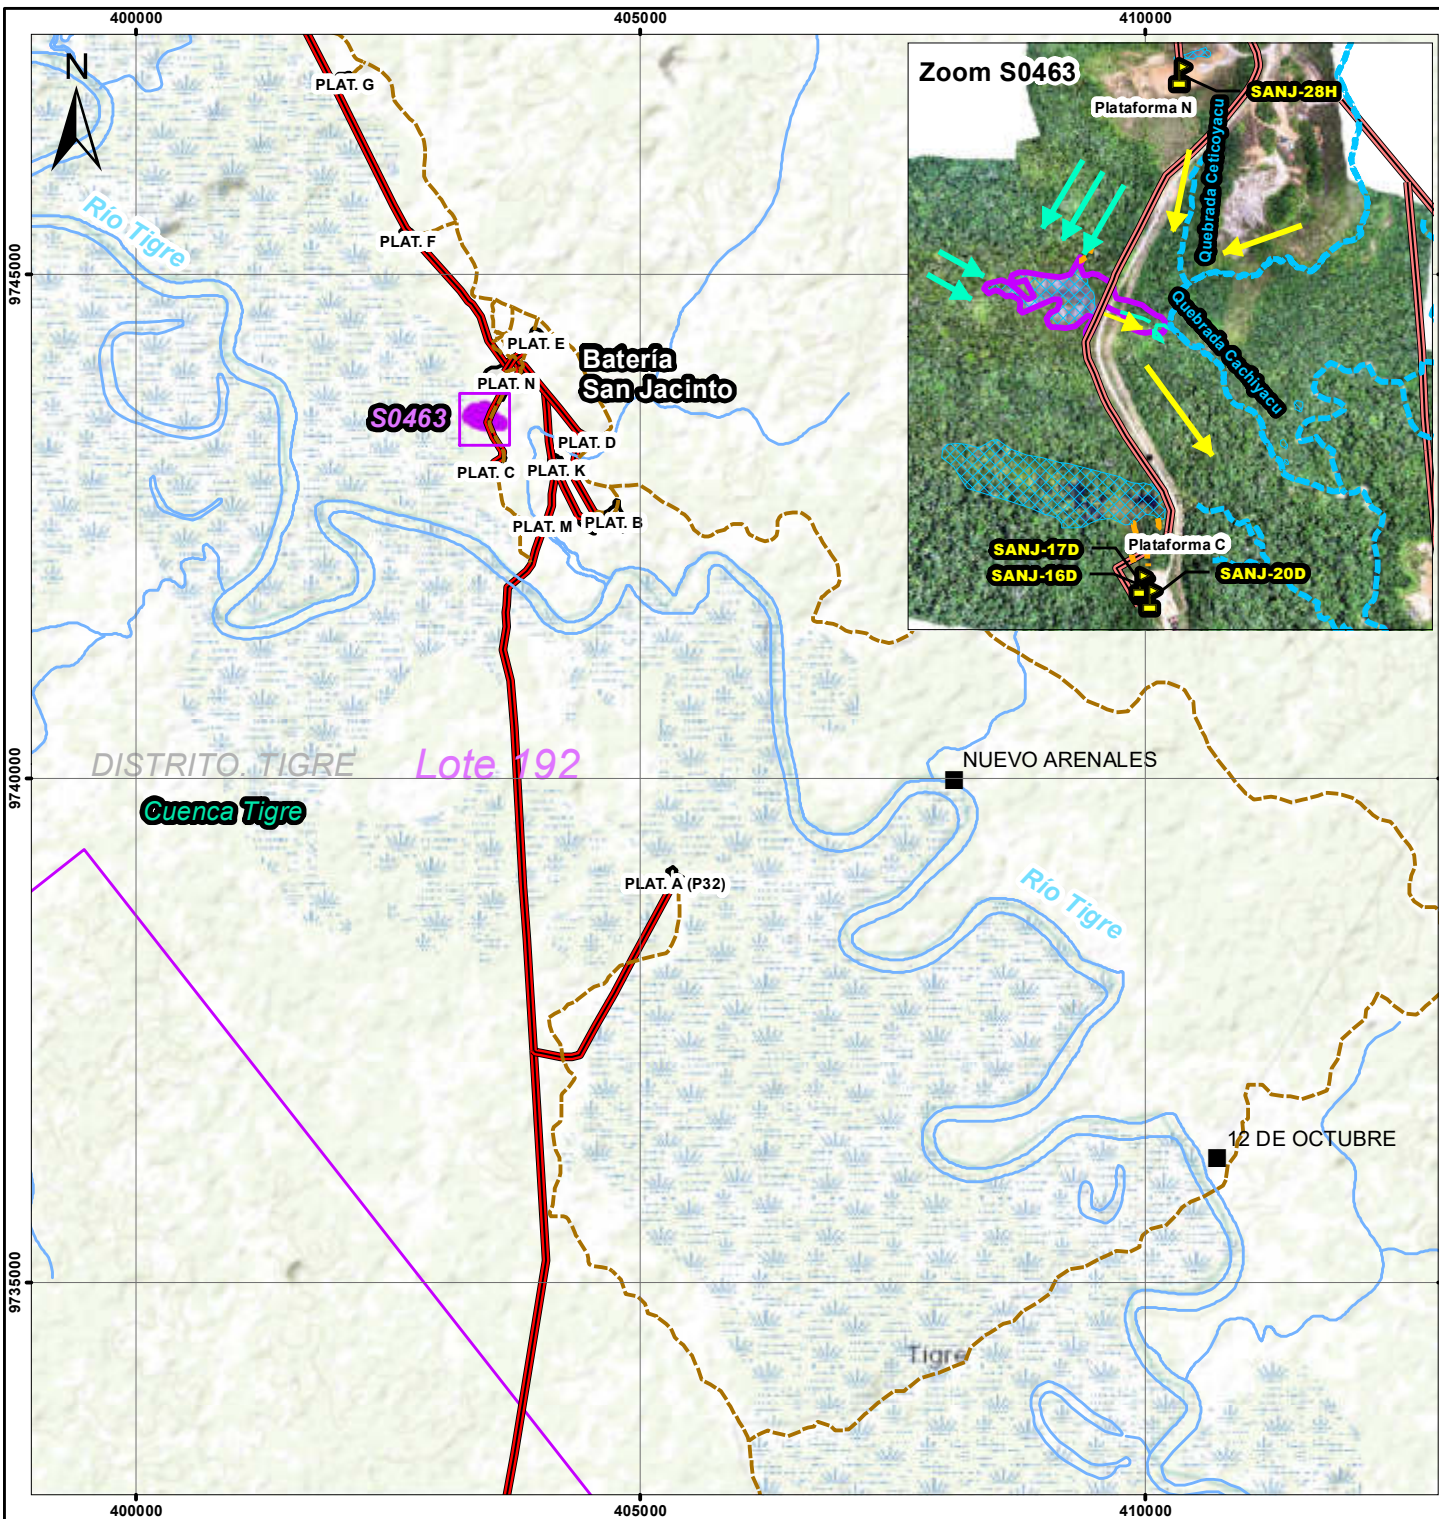 400000
405000
410000
N
Zoom S0463
SANJ-28H
Plataforma N
Quebrada Ceticoyacu
Quebrada Cachiyacu
Plataforma C
SANJ-17D
SANJ-16D
SANJ-20D
PLAT. G
Río Tigre
PLAT. F
9745000
PLAT. E
Batería
San Jacinto
PLAT. N
S0463
PLAT. D
PLAT. C
PLAT. K
PLAT. M
PLAT. B
NUEVO ARENALES
DISTRITO. TIGRE
Lote 192
9740000
Cuenca Tigre
PLAT. A (P32)
Río Tigre
12 DE OCTUBRE
9735000
Tigre
400000
405000
410000